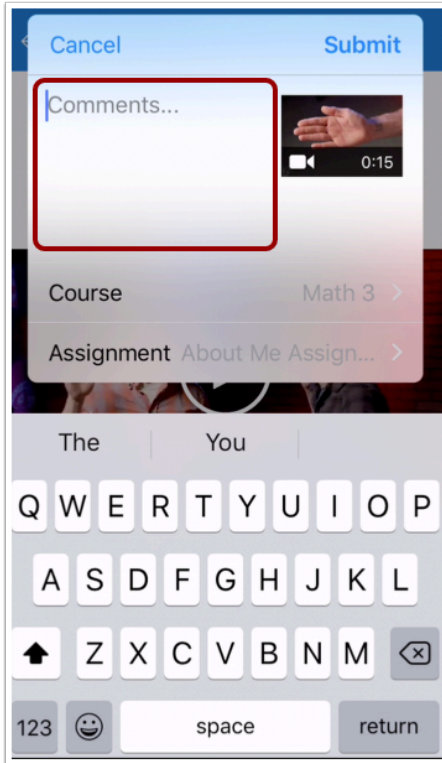 Cancel Submit
Comments...
0:15
Course Math 3 >
Assignment About Me Assign... >
The You
Q W E R T Y U I O P
A S D F G H J K L
Z X C V B N M
123 space return